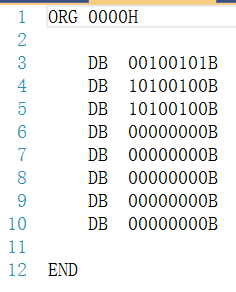 1 ORG 0000H
2
3 DB 00100101B
4 DB 10100100B
5 DB 10100100B
6 DB 00000000B
7 DB 00000000B
8 DB 00000000B
9 DB 00000000B
10 DB 00000000B
11
12 END